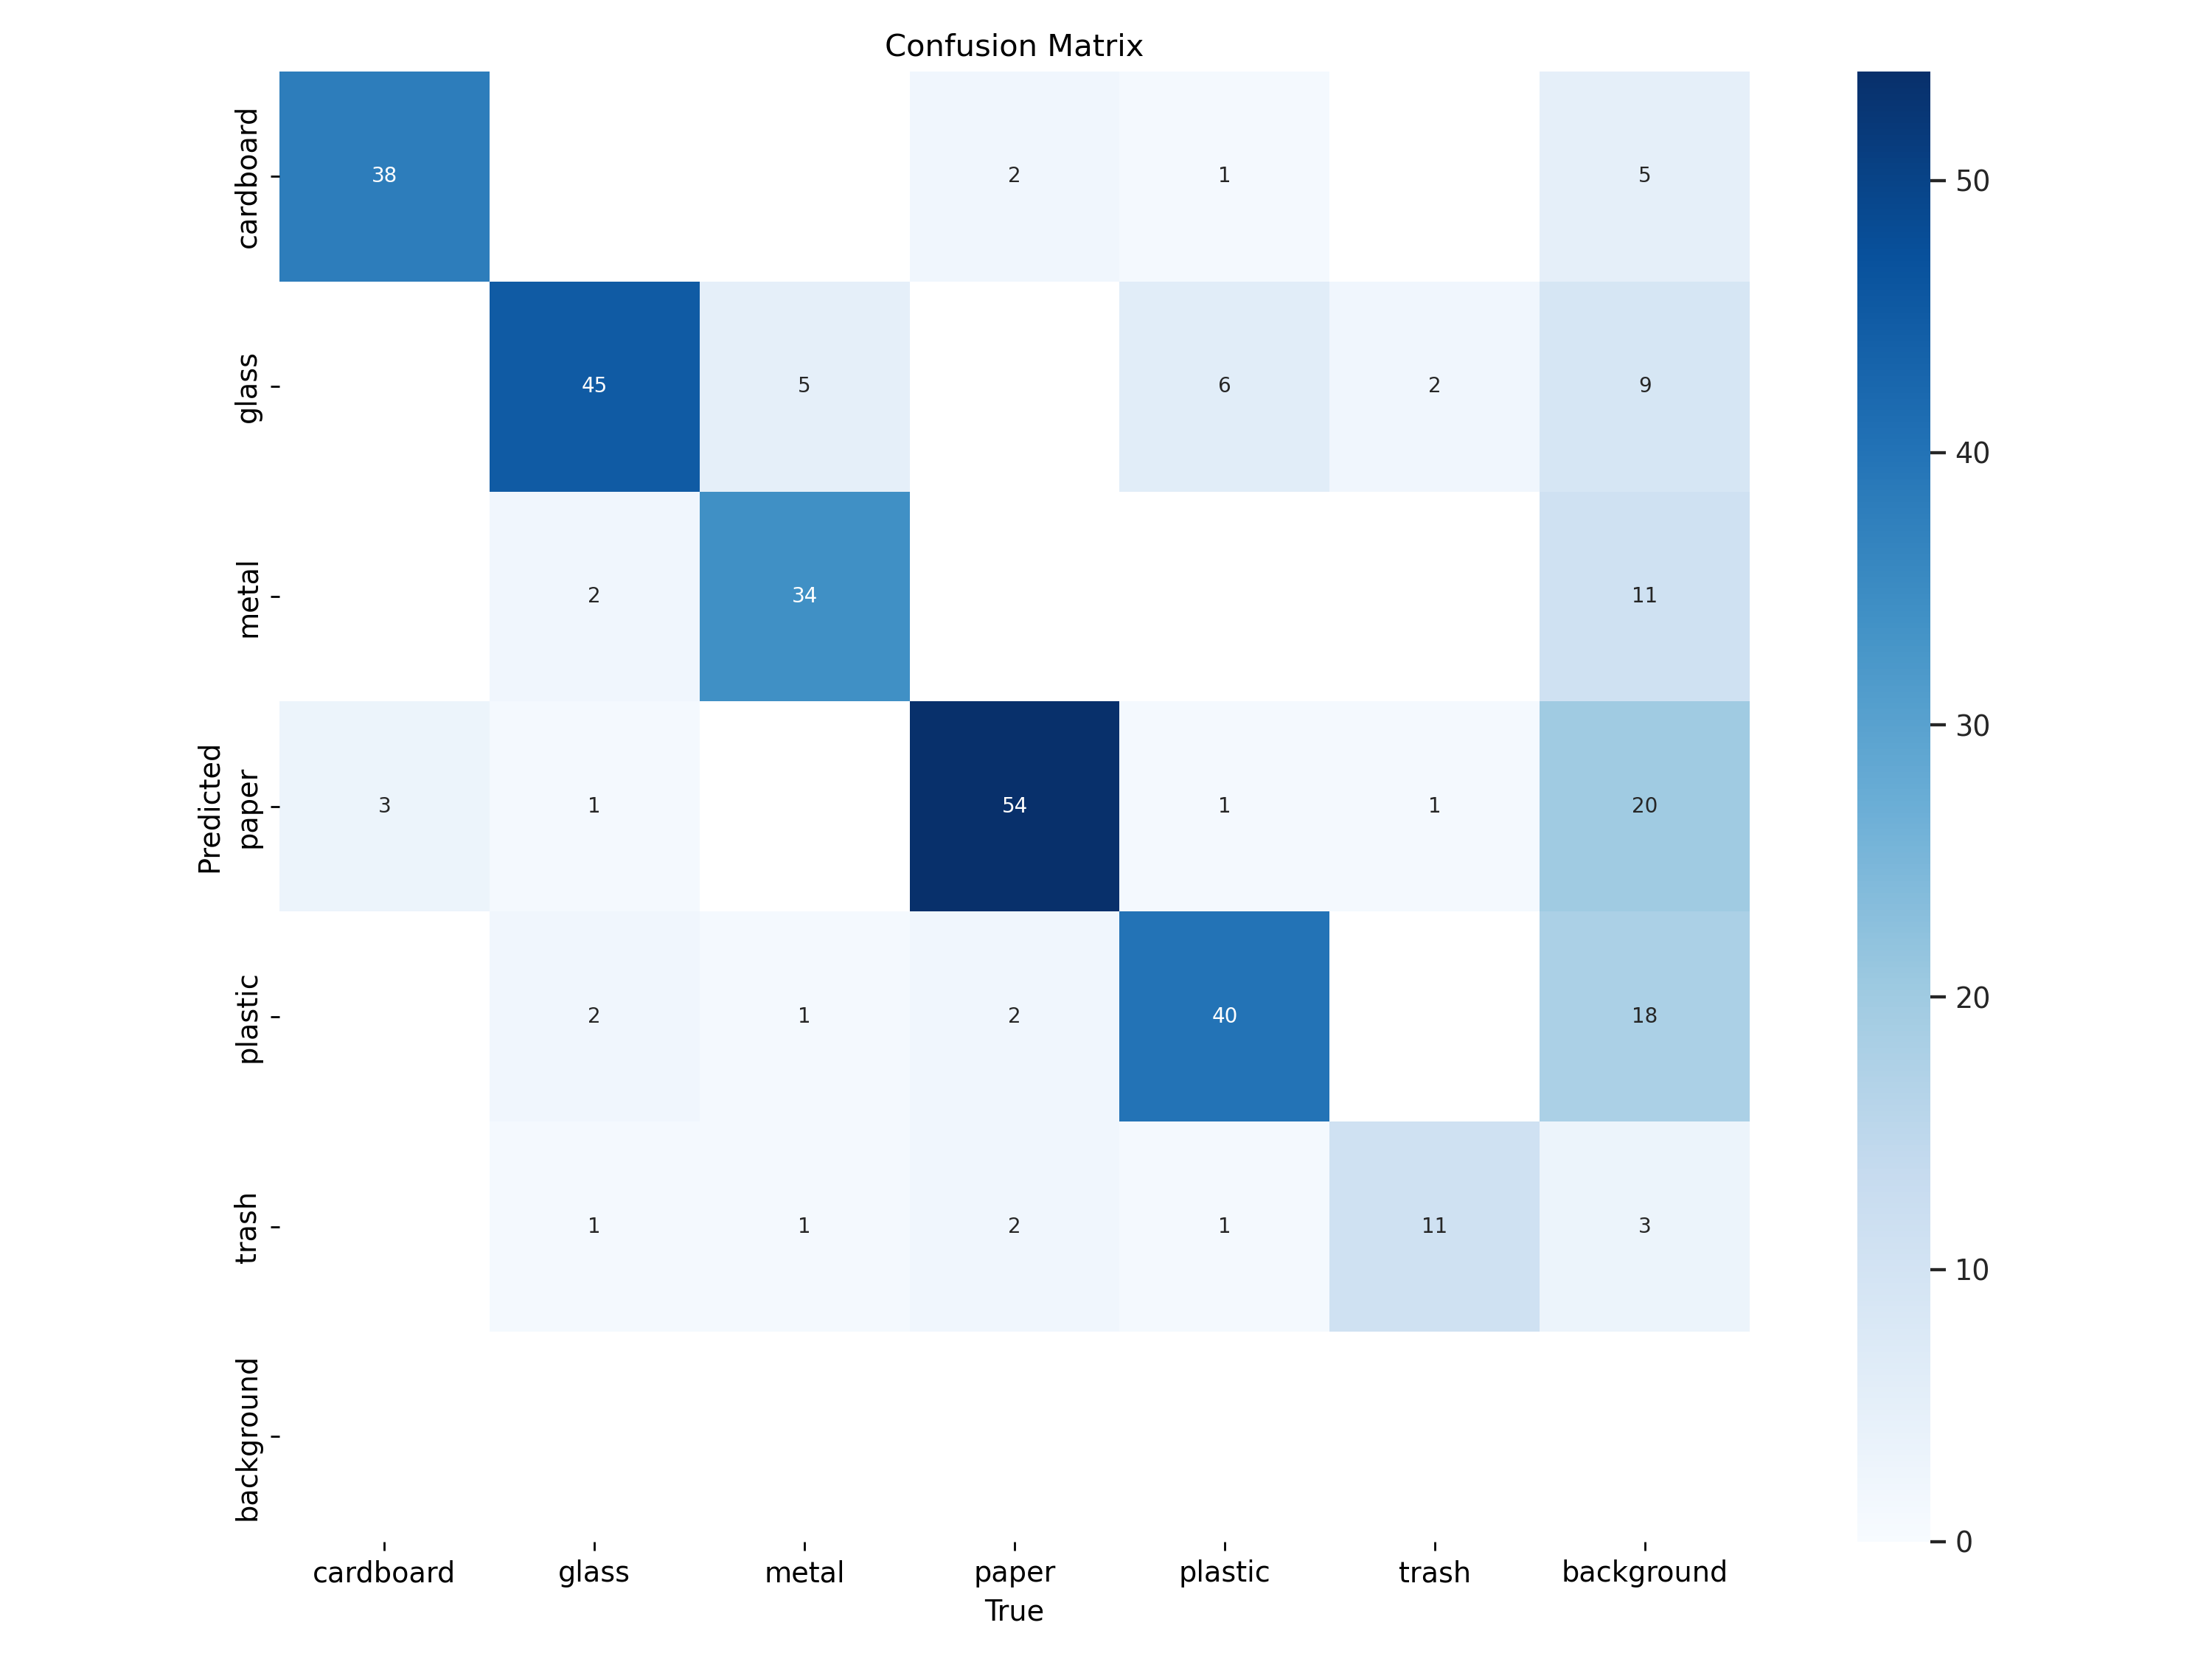 Confusion Matrix
cardboard 38 2 1 5
glass 45 5 6 2 9
metal 2 34 11
paper 3 1 54 1 1 20
plastic 2 1 2 40 18
trash 1 1 2 1 11 3
background
Predicted
cardboard glass metal paper plastic trash background
True
50
40
30
20
10
0